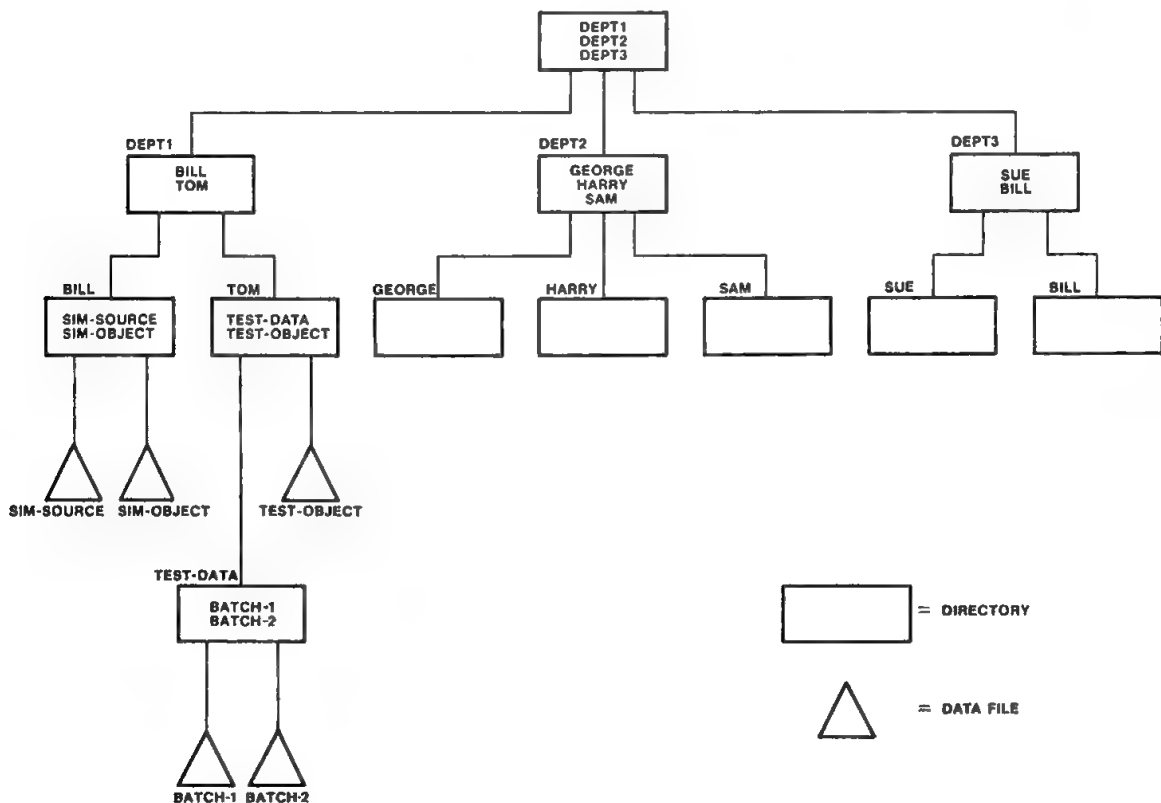 DEPT1
DEPT2
DEPT3
DEPT1
BILL
TOM
DEPT2
GEORGE
HARRY
SAM
DEPT3
SUE
BILL
BILL
SIM-SOURCE
SIM-OBJECT
TOM
TEST-DATA
TEST-OBJECT
GEORGE
HARRY
SAM
SUE
BILL
SIM-SOURCE
SIM-OBJECT
TEST-OBJECT
TEST-DATA
BATCH-1
BATCH-2
= DIRECTORY
= DATA FILE
BATCH-1
BATCH-2